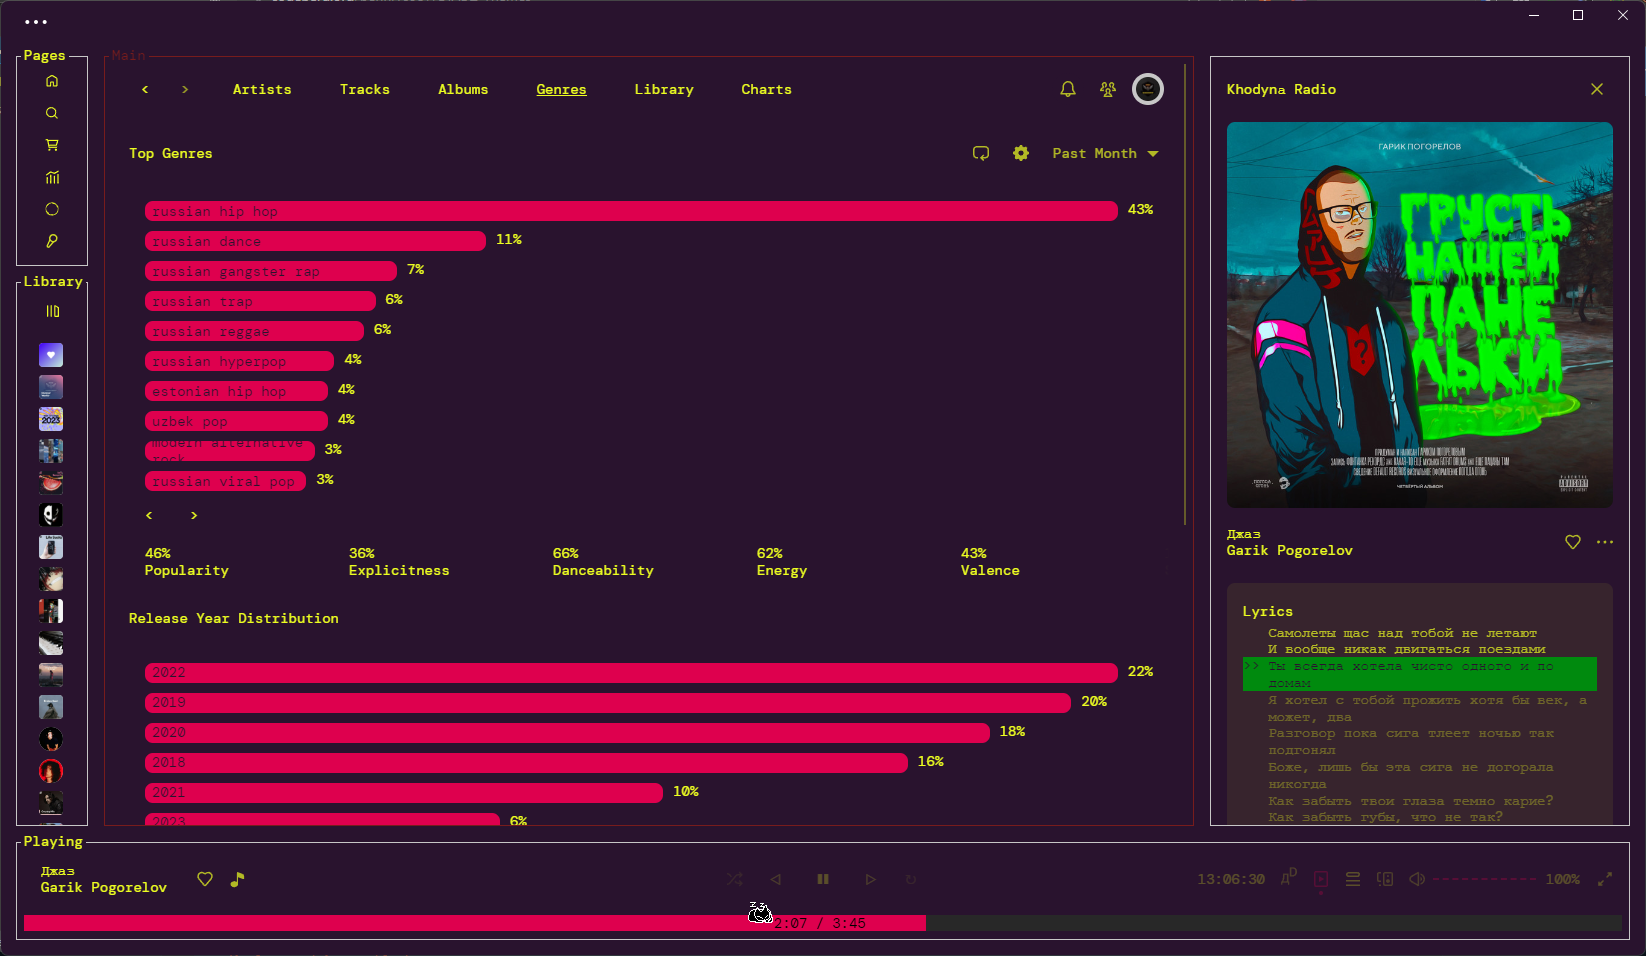 Pages
Library
Main
< >
Artists
Tracks
Albums
Genres
Library
Charts
Top Genres
Past Month
russian hip hop 43%
russian dance 11%
russian gangster rap 7%
russian trap 6%
russian reggae 6%
russian hyperpop 4%
estonian hip hop 4%
uzbek pop 4%
modern alternative
rock 3%
russian viral pop 3%
< >
46%
Popularity
36%
Explicitness
66%
Danceability
62%
Energy
43%
Valence
Release Year Distribution
2022 22%
2019 20%
2020 18%
2018 16%
2021 10%
2023 6%
Khodyna Radio
ГАРИК ПОГОРЕЛОВ
ГРУСТЬ
НАШЕЙ
ПАНЕ
ЛЬКИ
ЧЕТВЁРТЫЙ АЛЬБОМ
Джаз
Garik Pogorelov
Lyrics
Самолеты щас над тобой не летают
И вообще никак двигаться поездами
>> Ты всегда хотела чисто одного и по
домам
Я хотел с тобой прожить хотя бы век, а
может, два
Разговор пока сига тлеет ночью так
подгонял
Боже, лишь бы эта сига не догорала
никогда
Как забыть твои глаза темно карие?
Как забыть губы, что не так?
Playing
Джаз
Garik Pogorelov
13:06:30
100%
2:07 / 3:45